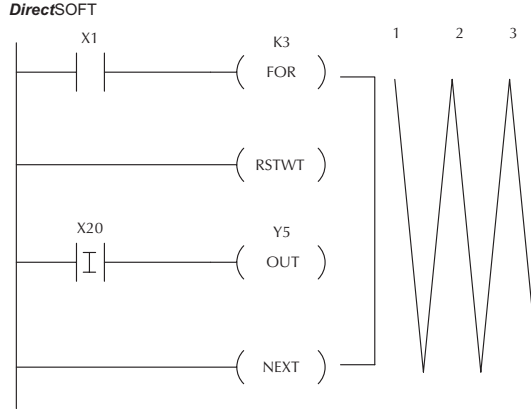 DirectSOFT
X1 K3 1 2 3
FOR
RSTWT
X20 Y5
I OUT
NEXT